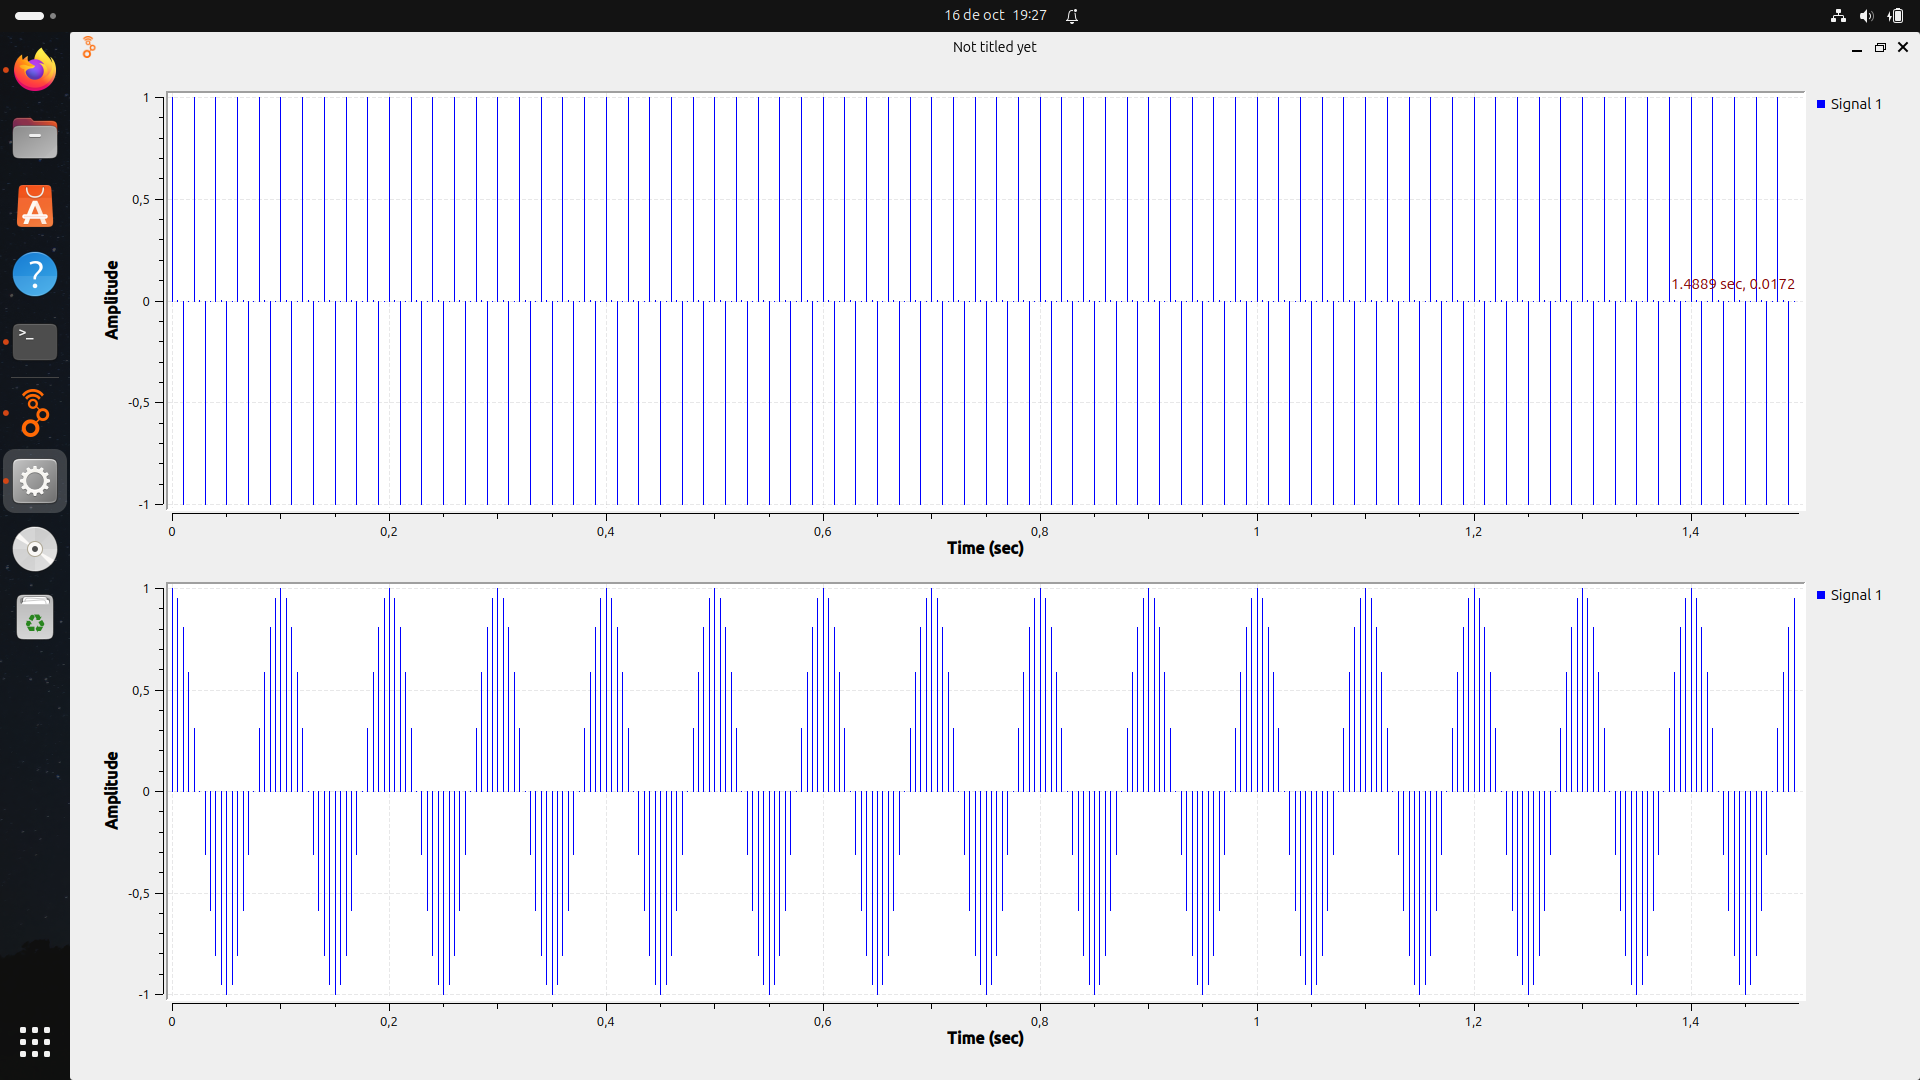 16 de oct 19:27
Not titled yet
1
0,5
0
-0,5
-1
Amplitude
Signal 1
1.4889 sec, 0.0172
0 0,2 0,4 0,6 0,8 1 1,2 1,4
Time (sec)
1
0,5
0
-0,5
-1
Amplitude
Signal 1
0 0,2 0,4 0,6 0,8 1 1,2 1,4
Time (sec)